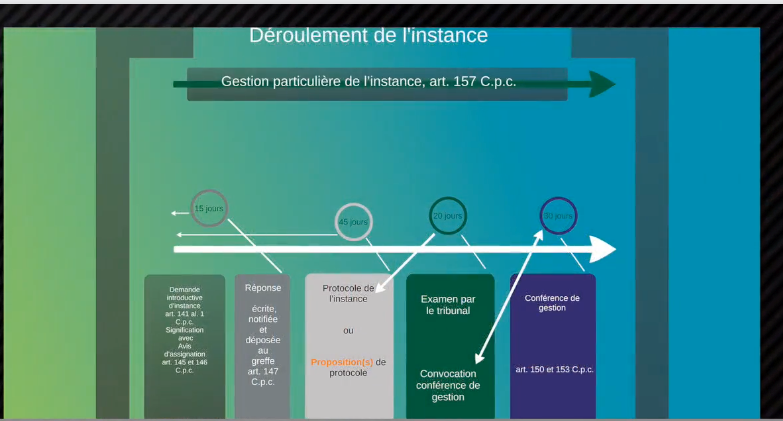 Déroulement de l'instance
Gestion particulière de l'instance, art. 157 C.p.c.
15 jours
45 jours
20 jours
30 jours
Demande
introductive
d'instance
art. 141 al. 1
C.p.c.
Signification
avec
Avis
d'assignation
art. 145 et 146
C.p.c.
Réponse
écrite,
notifiée
et
déposée
au
greffe
art. 147
C.p.c.
Protocole de
l'instance
ou
Proposition(s) de
protocole
Examen par
le tribunal
Convocation
conférence de
gestion
Conférence de
gestion
art. 150 et 153 C.p.c.